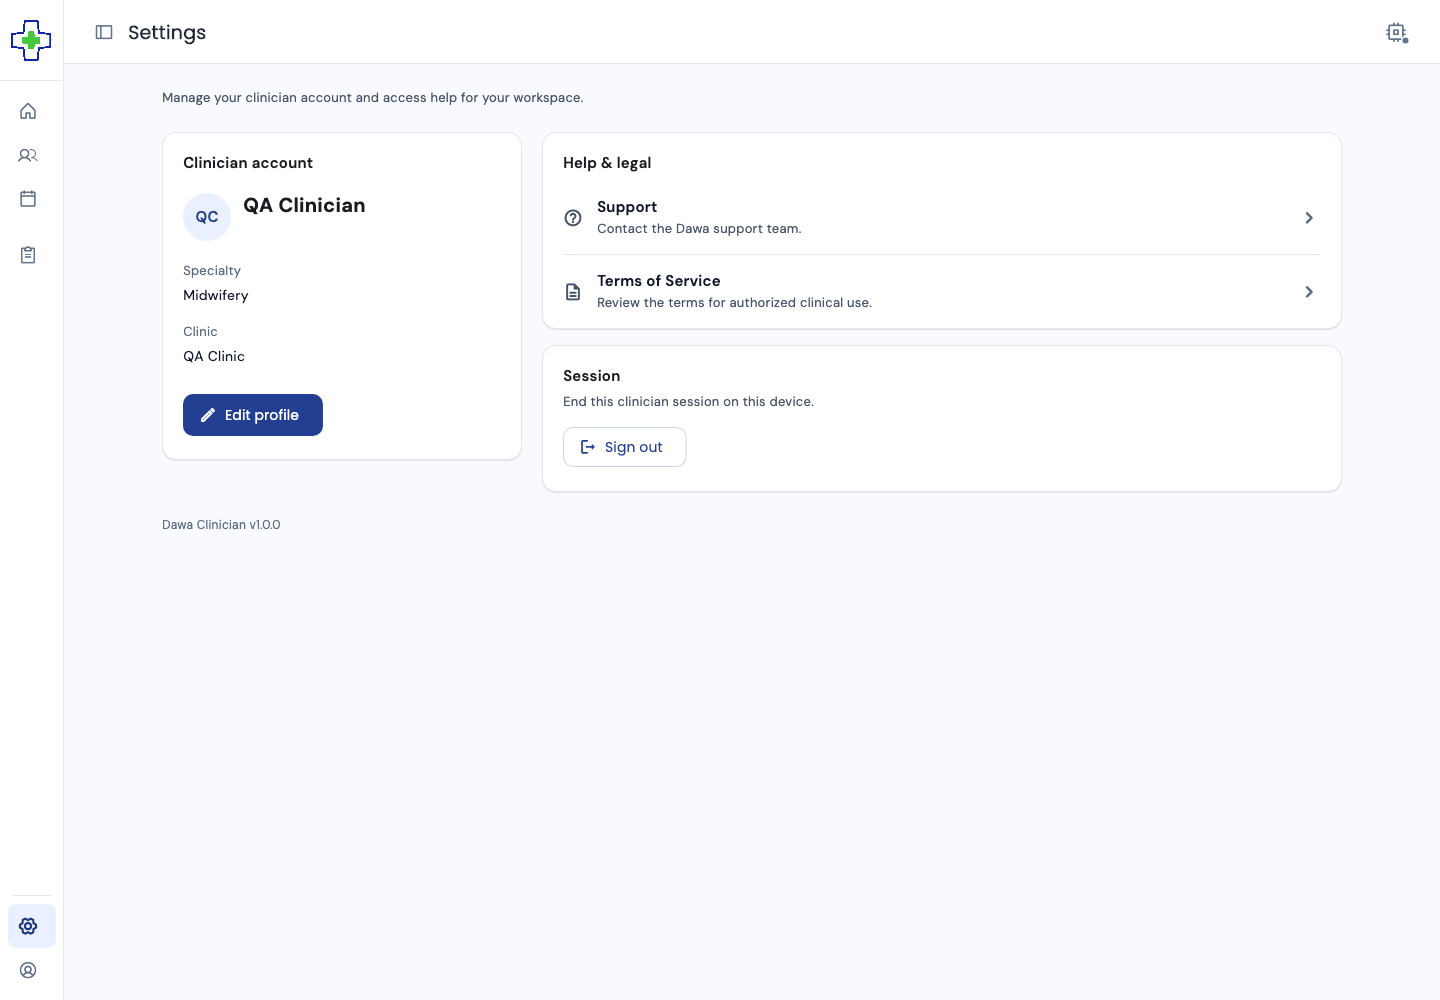 Settings
Manage your clinician account and access help for your workspace.
Clinician account
QC
QA Clinician
Specialty
Midwifery
Clinic
QA Clinic
Edit profile
Help & legal
Support
Contact the Dawa support team.
Terms of Service
Review the terms for authorized clinical use.
Session
End this clinician session on this device.
Sign out
Dawa Clinician v1.0.0